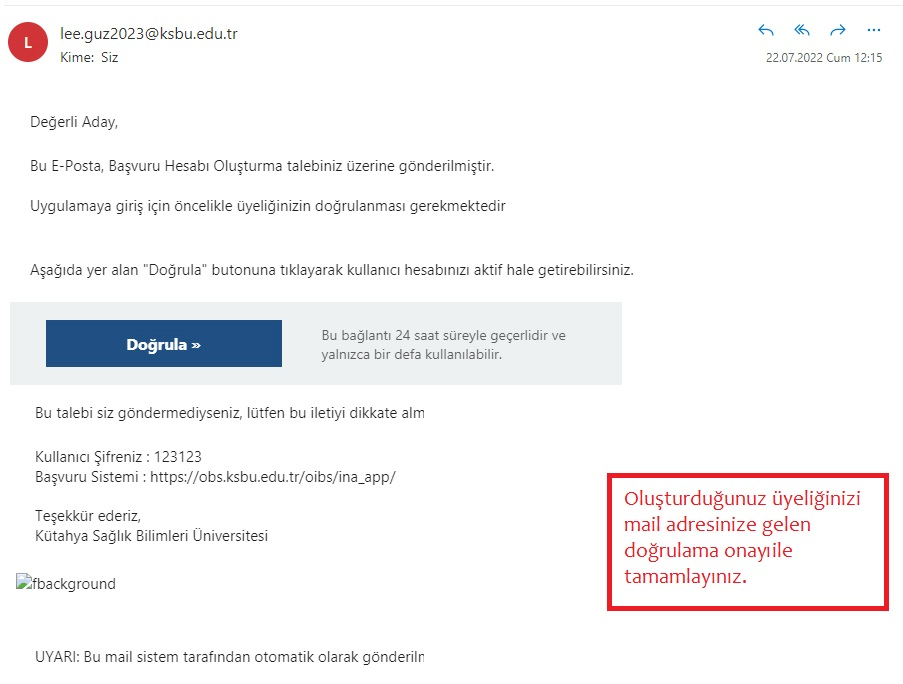 L
lee.guz2023@ksbu.edu.tr
Kime: Siz
22.07.2022 Cum 12:15
Değerli Aday,
Bu E-Posta, Başvuru Hesabı Oluşturma talebiniz üzerine gönderilmiştir.
Uygulamaya giriş için öncelikle üyeliğinizin doğrulanması gerekmektedir
Aşağıda yer alan "Doğrula" butonuna tıklayarak kullanıcı hesabınızı aktif hale getirebilirsiniz.
Doğrula »
Bu bağlantı 24 saat süreyle geçerlidir ve
yalnızca bir defa kullanılabilir.
Bu talebi siz göndermediyseniz, lütfen bu iletiyi dikkate alm
Kullanıcı Şifreniz : 123123
Başvuru Sistemi : https://obs.ksbu.edu.tr/oibs/ina_app/
Teşekkür ederiz,
Kütahya Sağlık Bilimleri Üniversitesi
Oluşturduğunuz üyeliğinizi
mail adresinize gelen
doğrulama onayı ile
tamamlayınız.
fbackground
UYARI: Bu mail sistem tarafından otomatik olarak gönderiln